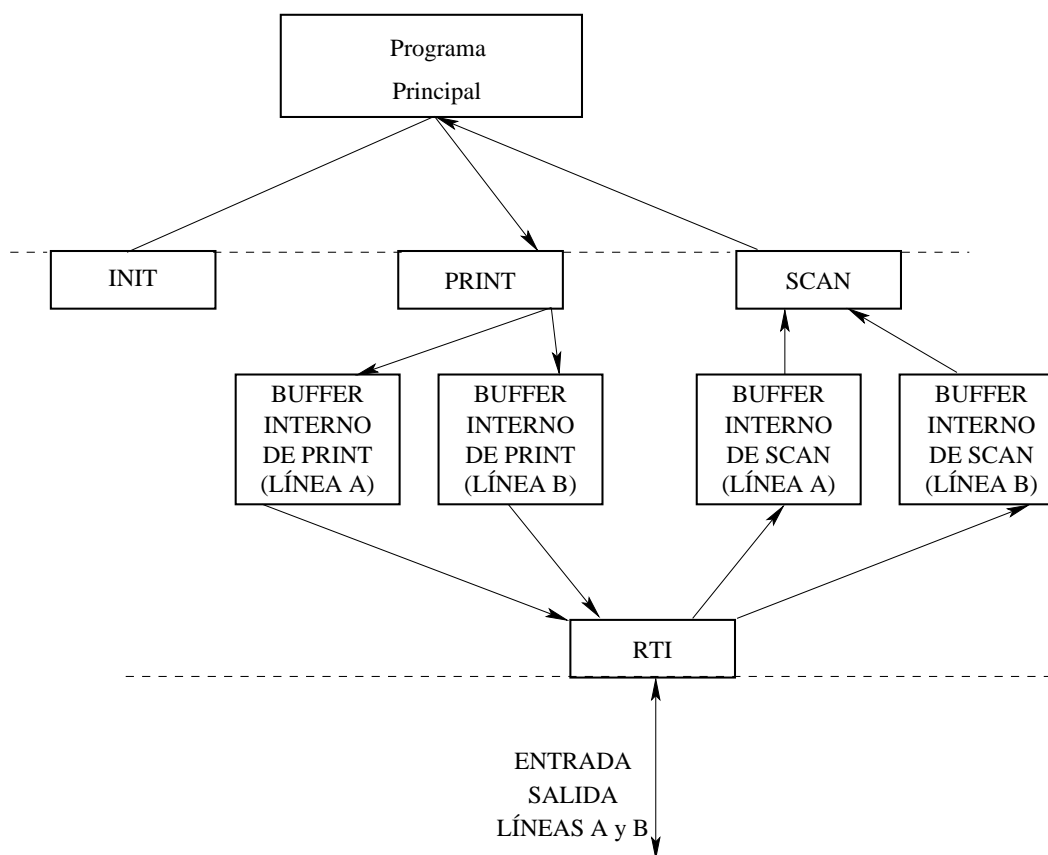 Programa
Principal
INIT
PRINT
SCAN
BUFFER
INTERNO
DE PRINT
(LÍNEA A)
BUFFER
INTERNO
DE PRINT
(LÍNEA B)
BUFFER
INTERNO
DE SCAN
(LÍNEA A)
BUFFER
INTERNO
DE SCAN
(LÍNEA B)
RTI
ENTRADA
SALIDA
LÍNEAS A y B